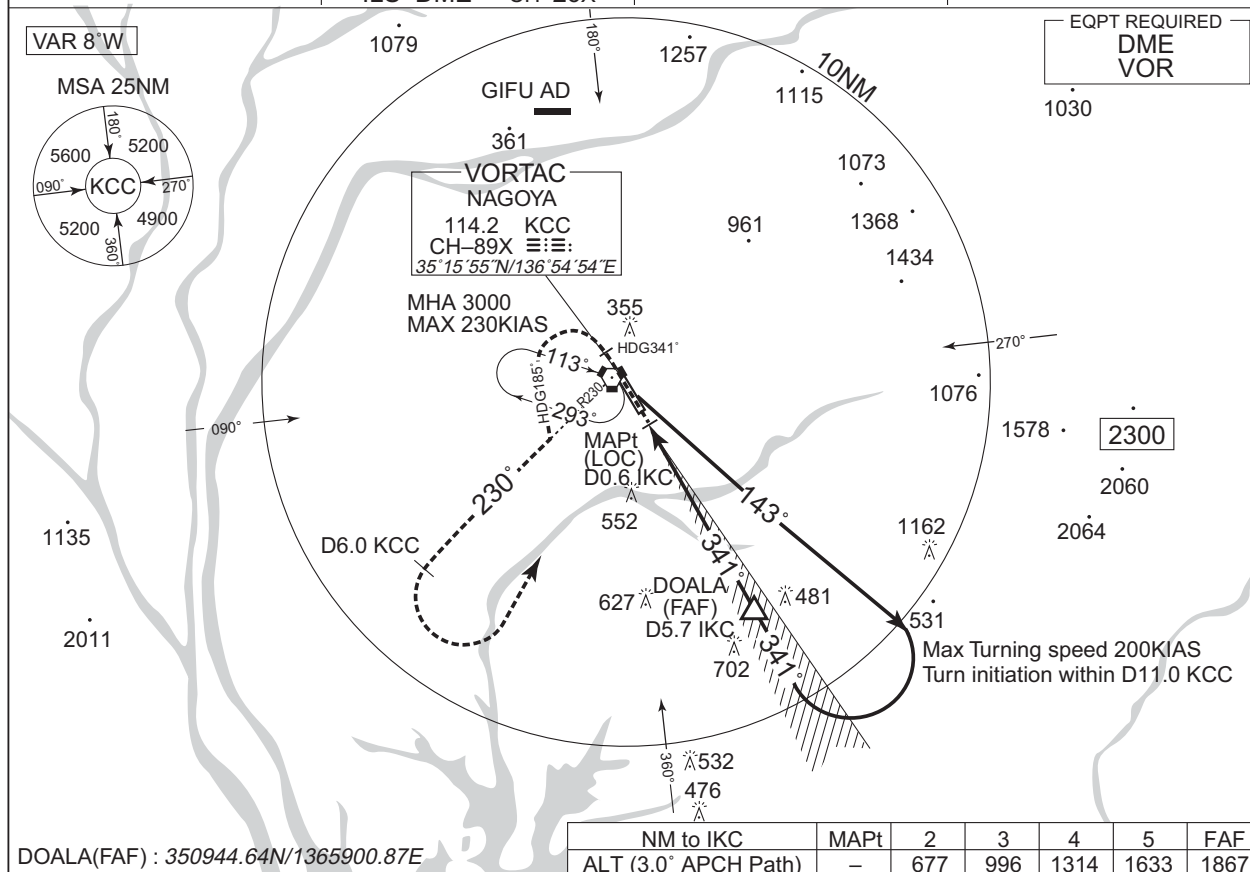 VAR 8°W
MSA 25NM
180°
5600
5200
090°
KCC
270°
5200
4900
360°
1079
180°
1257
10NM
1115
EQPT REQUIRED
DME
VOR
1030
GIFU AD
361
VORTAC
NAGOYA
114.2 KCC
CH–89X
35°15′55″N/136°54′54″E
1073
1368
961
1434
MHA 3000
MAX 230KIAS
355
HDG341°
113°
HDG185°
R230
293°
270°
1076
090°
1578
2300
MAPt
(LOC)
D0.6 IKC
230°
552
143°
2060
2064
1135
1162
D6.0 KCC
341°
DOALA
(FAF)
D5.7 IKC
627
481
531
2011
702
341°
Max Turning speed 200KIAS
Turn initiation within D11.0 KCC
360°
532
476
DOALA(FAF) : 350944.64N/1365900.87E
NM to IKC MAPt 2 3 4 5 FAF
ALT (3.0° APCH Path) – 677 996 1314 1633 1867